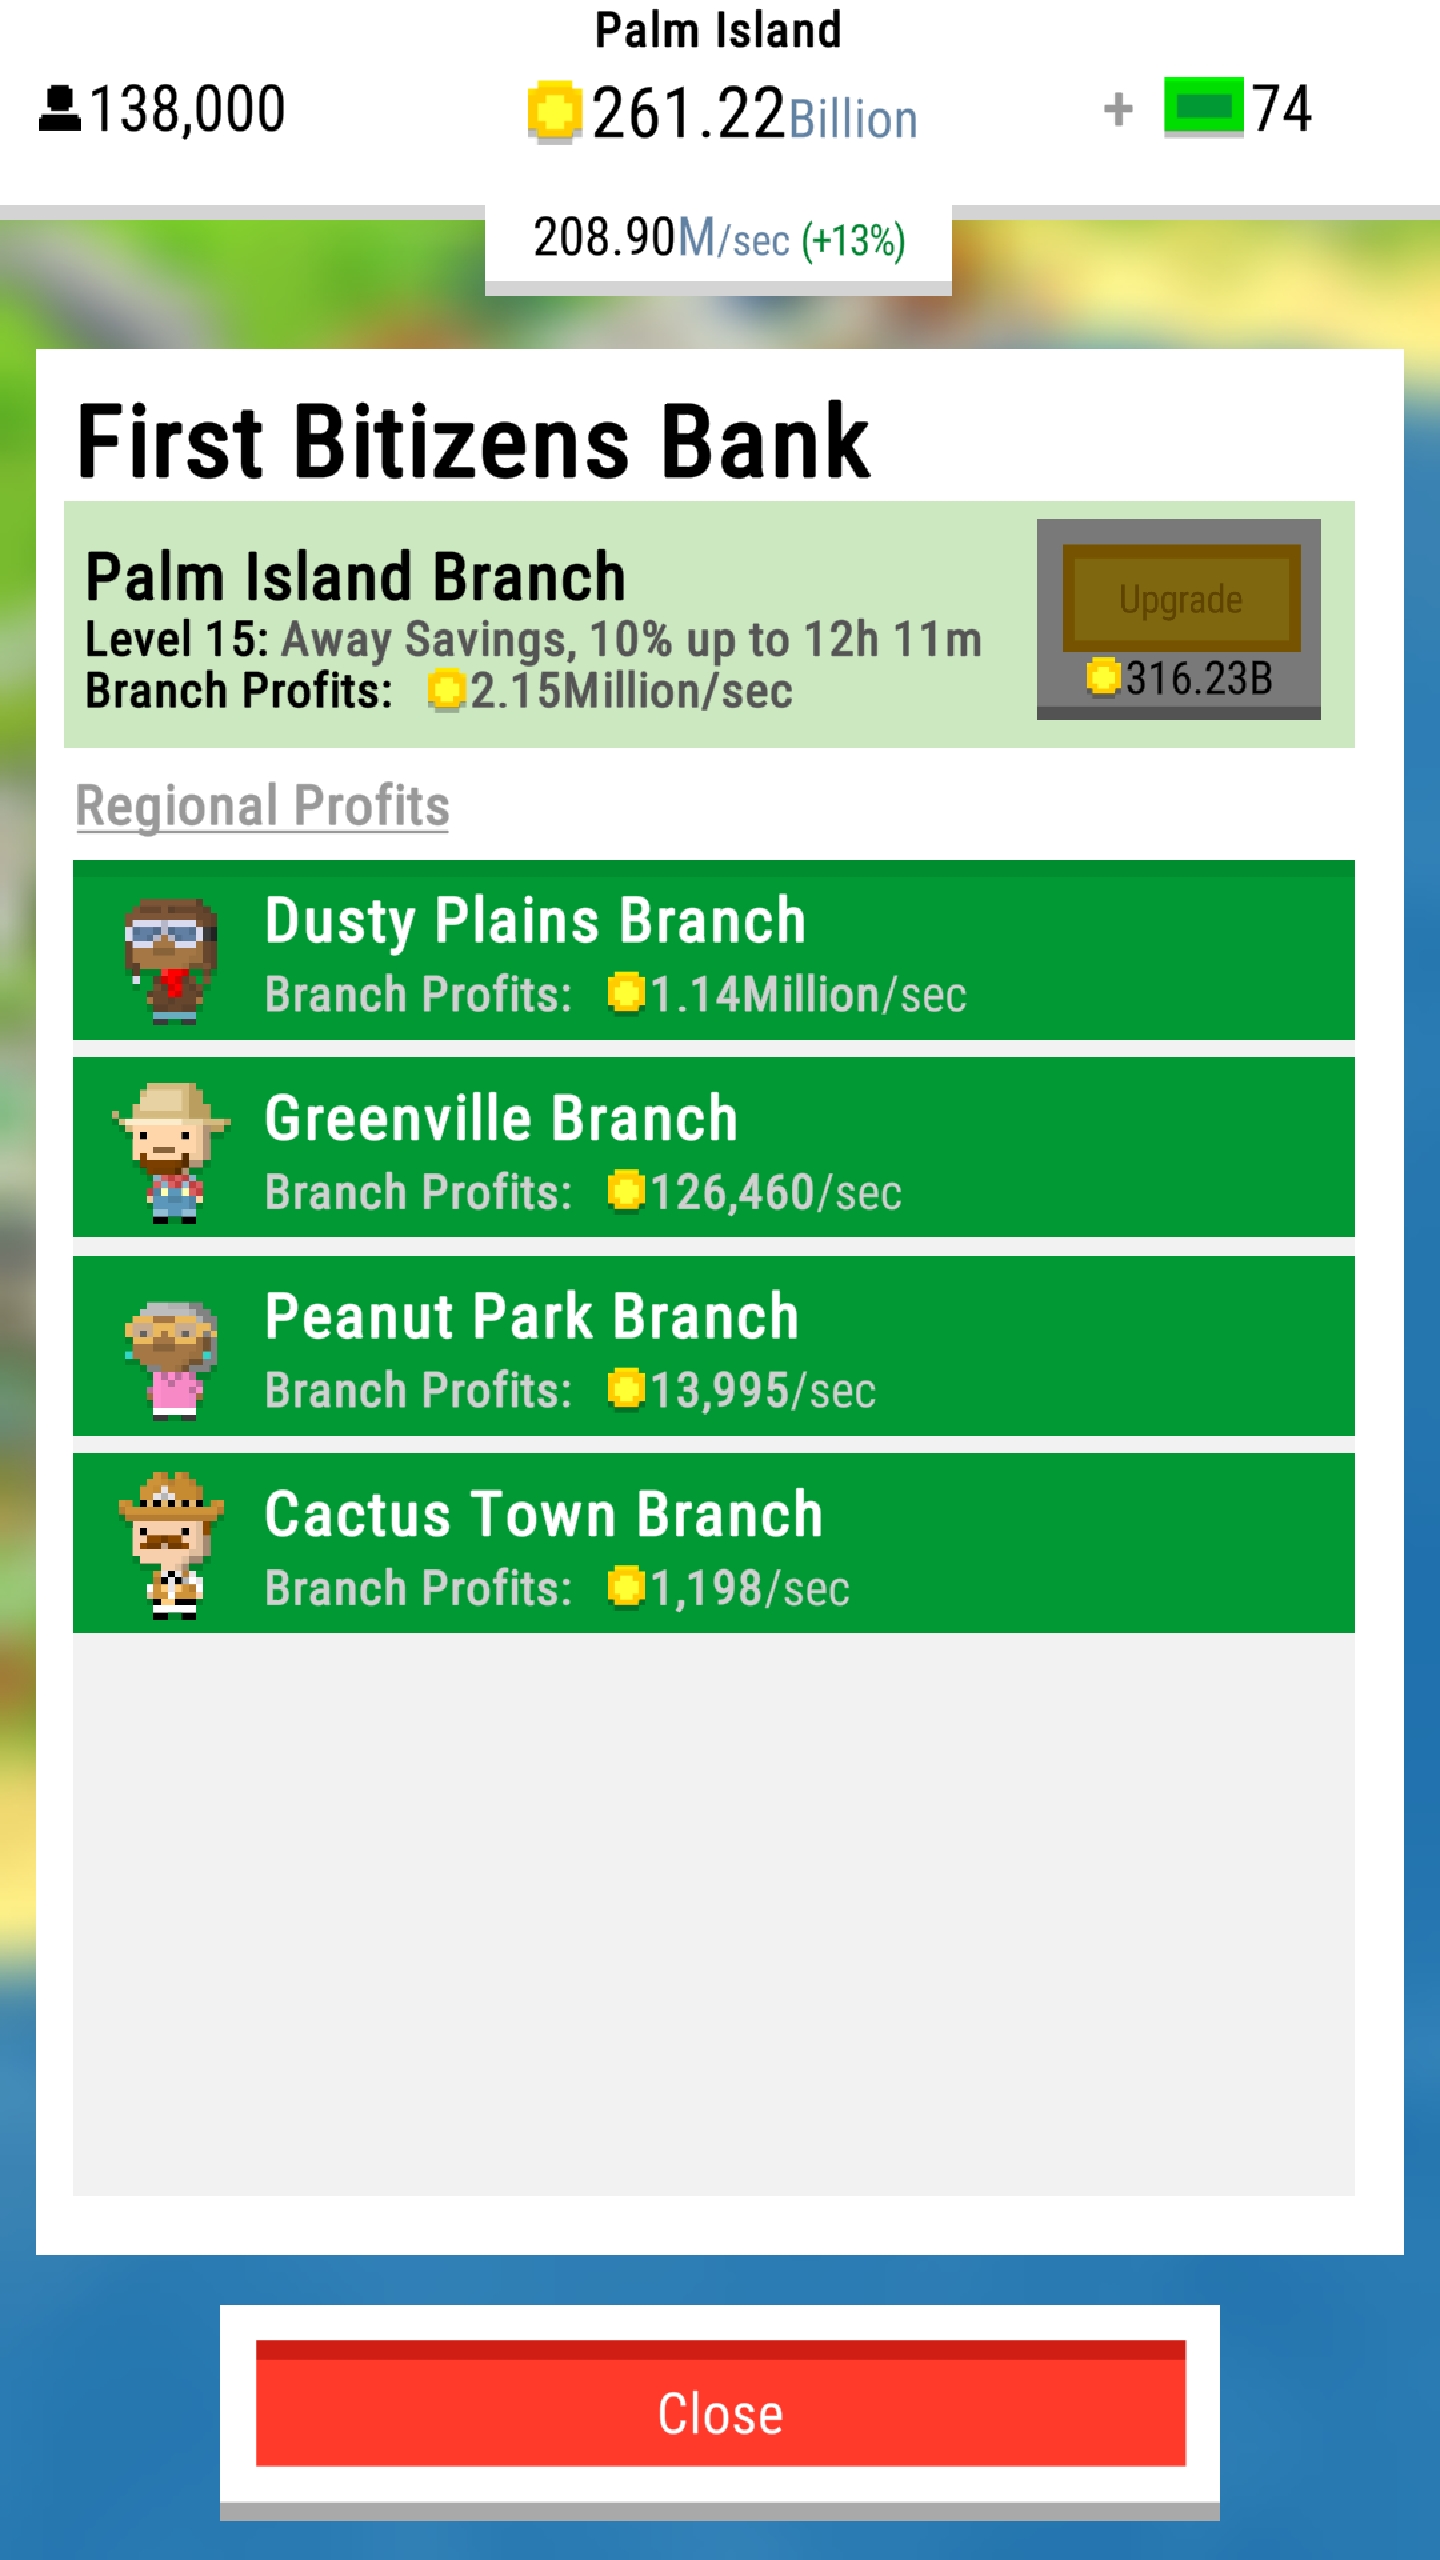 Palm Island
138,000
261.22Billion
+ 74
208.90M/sec (+13%)
First Bitizens Bank
Palm Island Branch
Level 15: Away Savings, 10% up to 12h 11m
Branch Profits: 2.15Million/sec
Upgrade
316.23B
Regional Profits
Dusty Plains Branch
Branch Profits: 1.14Million/sec
Greenville Branch
Branch Profits: 126,460/sec
Peanut Park Branch
Branch Profits: 13,995/sec
Cactus Town Branch
Branch Profits: 1,198/sec
Close